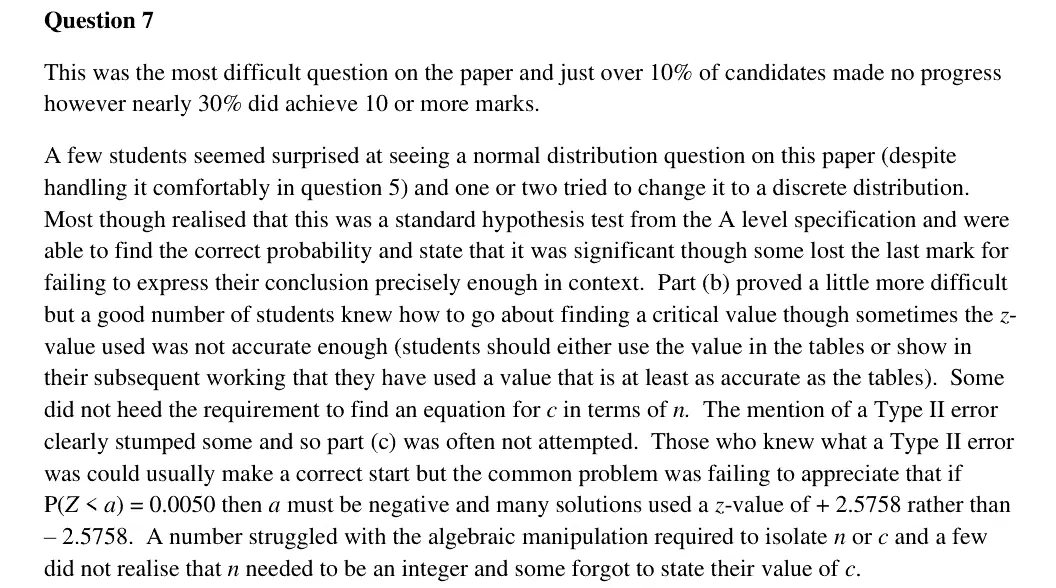 Question 7
This was the most difficult question on the paper and just over 10% of candidates made no progress
however nearly 30% did achieve 10 or more marks.
A few students seemed surprised at seeing a normal distribution question on this paper (despite
handling it comfortably in question 5) and one or two tried to change it to a discrete distribution.
Most though realised that this was a standard hypothesis test from the A level specification and were
able to find the correct probability and state that it was significant though some lost the last mark for
failing to express their conclusion precisely enough in context.  Part (b) proved a little more difficult
but a good number of students knew how to go about finding a critical value though sometimes the z-
value used was not accurate enough (students should either use the value in the tables or show in
their subsequent working that they have used a value that is at least as accurate as the tables).  Some
did not heed the requirement to find an equation for c in terms of n.  The mention of a Type II error
clearly stumped some and so part (c) was often not attempted.  Those who knew what a Type II error
was could usually make a correct start but the common problem was failing to appreciate that if
P(Z < a) = 0.0050 then a must be negative and many solutions used a z-value of + 2.5758 rather than
– 2.5758.  A number struggled with the algebraic manipulation required to isolate n or c and a few
did not realise that n needed to be an integer and some forgot to state their value of c.